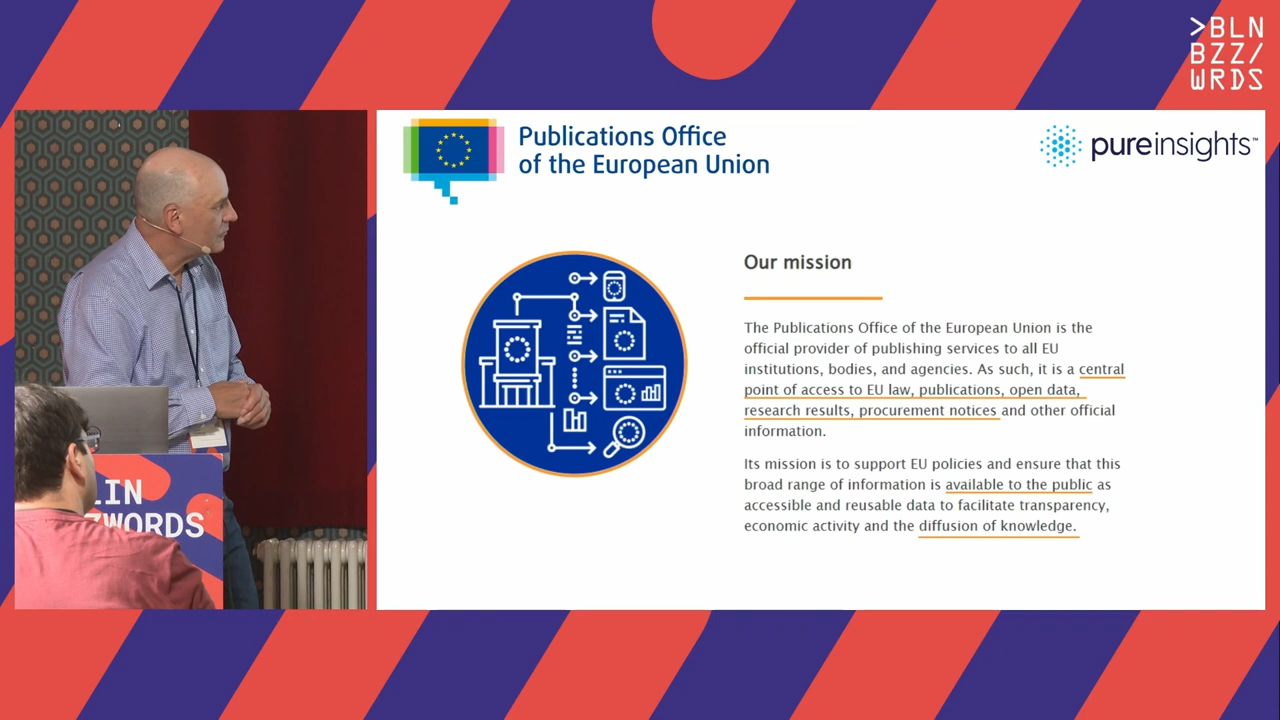 >BLN
BZZ/
WRDS
Publications Office
of the European Union
pureinsights™
Our mission
The Publications Office of the European Union is the
official provider of publishing services to all EU
institutions, bodies, and agencies. As such, it is a central
point of access to EU law, publications, open data,
research results, procurement notices and other official
information.
Its mission is to support EU policies and ensure that this
broad range of information is available to the public as
accessible and reusable data to facilitate transparency,
economic activity and the diffusion of knowledge.
LIN
ZWORDS